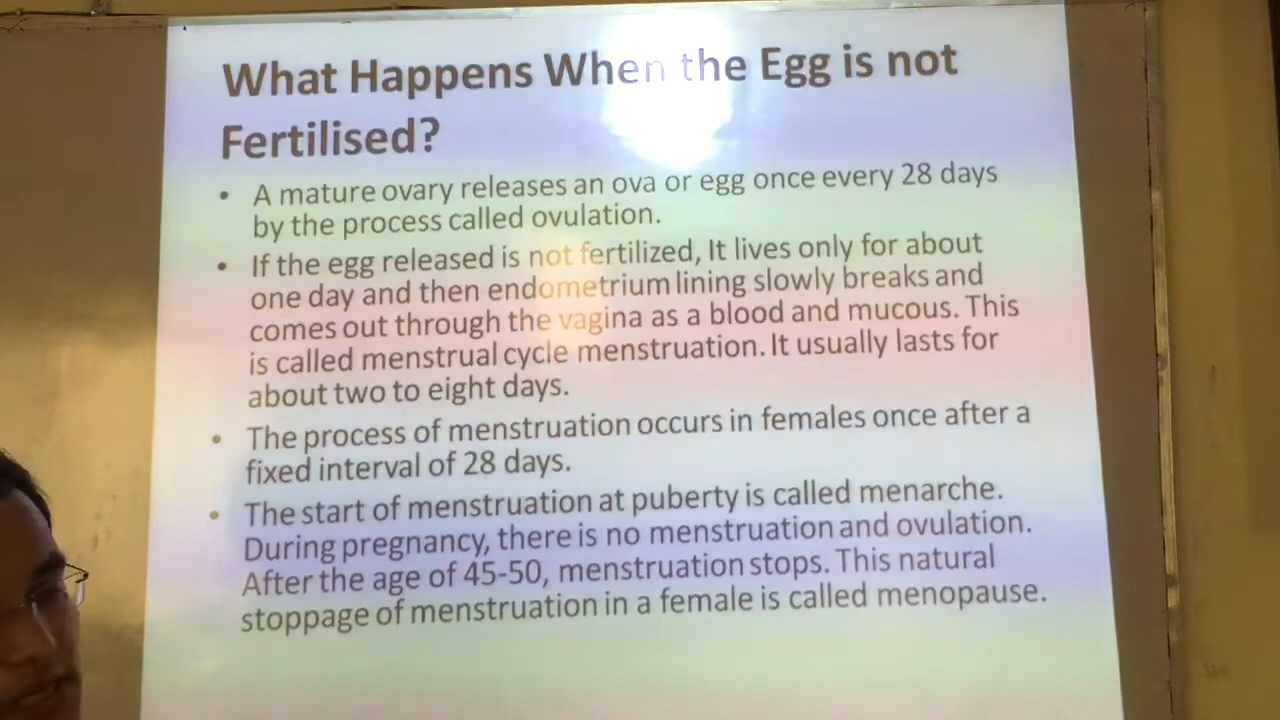 What Happens When the Egg is not
Fertilised?
• A mature ovary releases an ova or egg once every 28 days
by the process called ovulation.
• If the egg released is not fertilized, It lives only for about
one day and then endometrium lining slowly breaks and
comes out through the vagina as a blood and mucous. This
is called menstrual cycle menstruation. It usually lasts for
about two to eight days.
• The process of menstruation occurs in females once after a
fixed interval of 28 days.
• The start of menstruation at puberty is called menarche.
During pregnancy, there is no menstruation and ovulation.
After the age of 45-50, menstruation stops. This natural
stoppage of menstruation in a female is called menopause.